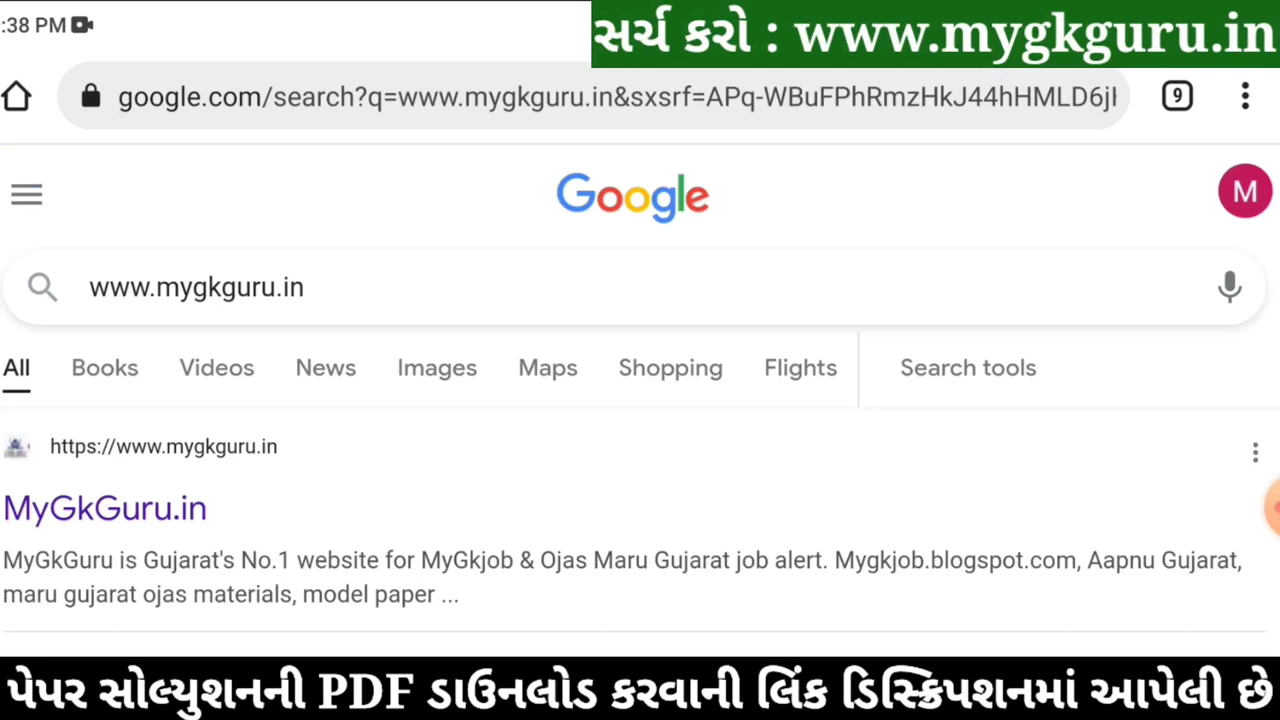 :38 PM
સર્ચ કરો : www.mygkguru.in
google.com/search?q=www.mygkguru.in&sxsrf=APq-WBuFPhRmzHkJ44hHMLD6jl
9
Google
M
www.mygkguru.in
All Books Videos News Images Maps Shopping Flights Search tools
https://www.mygkguru.in
MyGkGuru.in
MyGkGuru is Gujarat's No.1 website for MyGkjob & Ojas Maru Gujarat job alert. Mygkjob.blogspot.com, Aapnu Gujarat,
maru gujarat ojas materials, model paper ...
પેપર સોલ્યુશનની PDF ડાઉનલોડ કરવાની લિંક ડિસ્ક્રિપશનમાં આપેલી છે